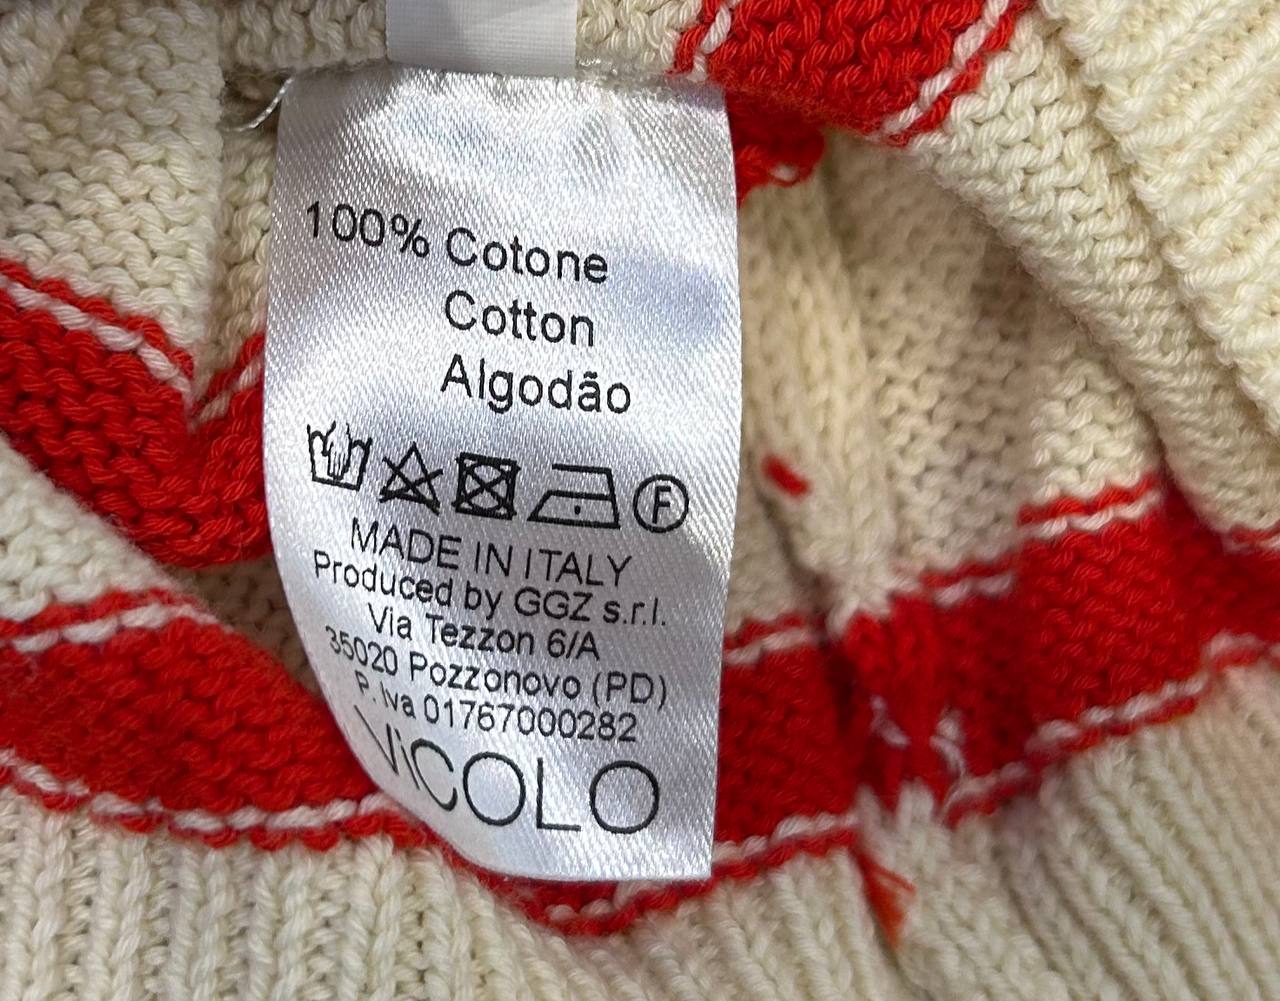 100% Cotone
Cotton
Algodão
F
MADE IN ITALY
Produced by GGZ s.r.l.
Via Tezzon 6/A
35020 Pozzonovo (PD)
P. Iva 01767000282
ViCOLO